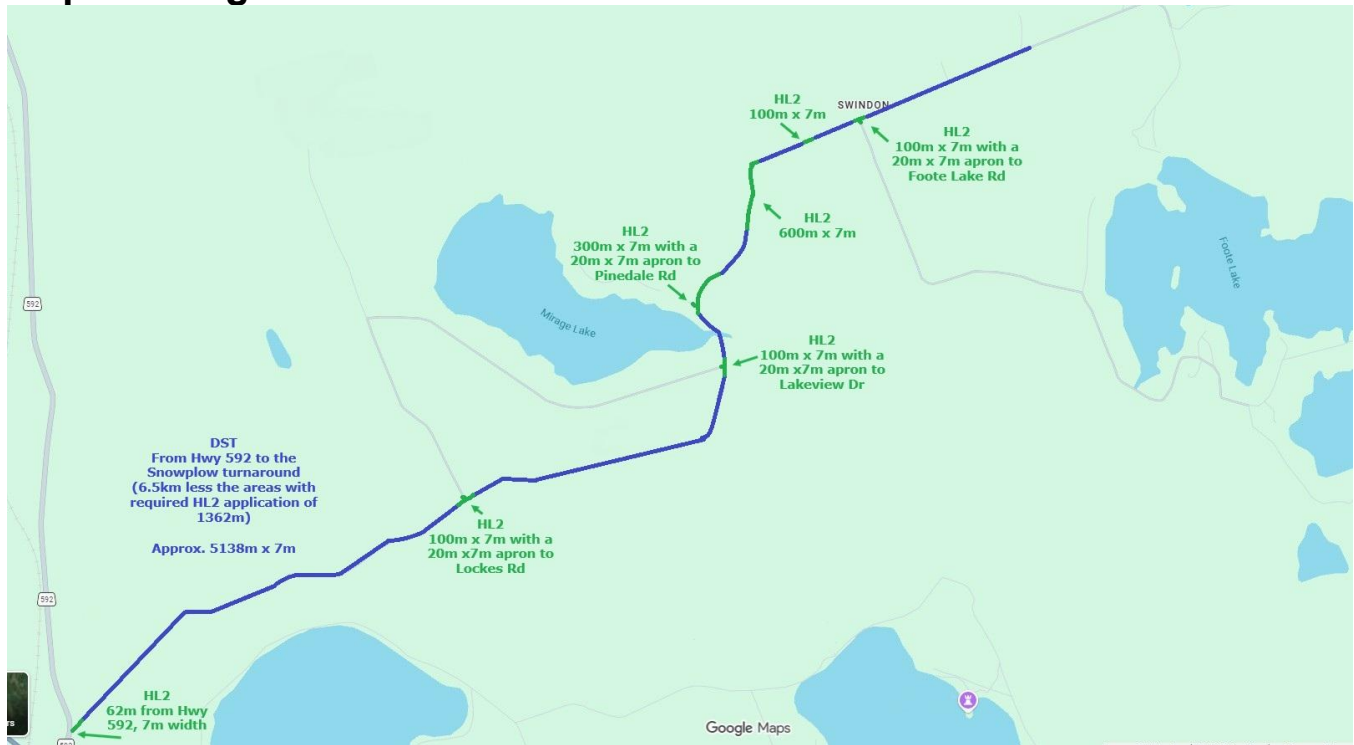 HL2
100m x 7m
SWINDON
HL2
100m x 7m with a
20m x 7m apron to
Foote Lake Rd
HL2
600m x 7m
HL2
300m x 7m with a
20m x 7m apron to
Pinedale Rd
Foote Lake
592
Mirage Lake
HL2
100m x 7m with a
20m x7m apron to
Lakeview Dr
DST
From Hwy 592 to the
Snowplow turnaround
(6.5km less the areas with
required HL2 application of
1362m)
Approx. 5138m x 7m
HL2
100m x 7m with a
20m x7m apron to
Lockes Rd
592
HL2
62m from Hwy
592, 7m width
Google Maps